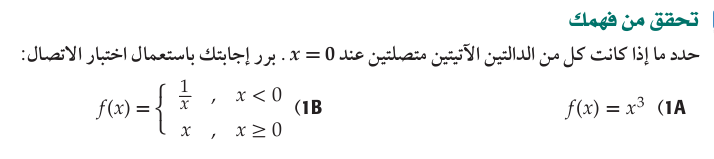 تحقق من فهمك
حدد ما إذا كانت كل من الدالتين الآتيتين متصلتين عند x = 0 . برر إجابتك باستعمال اختبار الاتصال:
1A) f(x) = x³
1B) f(x) = { 1/x , x < 0
x , x ≥ 0